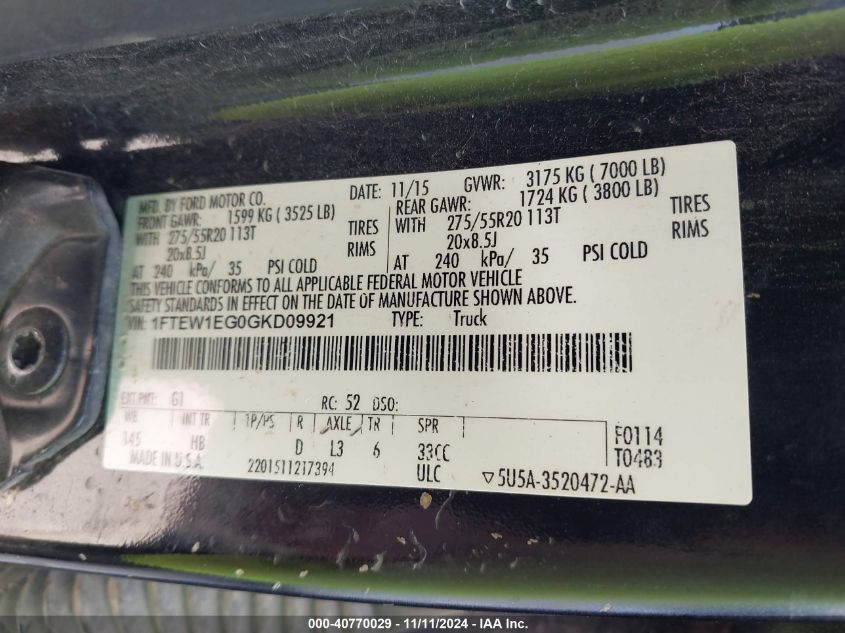 MFD. BY FORD MOTOR CO. DATE: 11/15 GVWR: 3175 KG ( 7000 LB)
FRONT GAWR: 1599 KG ( 3525 LB) REAR GAWR: 1724 KG ( 3800 LB)
WITH 275/55R20 113T TIRES WITH 275/55R20 113T TIRES
20x8.5J RIMS 20x8.5J RIMS
AT 240 kPa/ 35 PSI COLD AT 240 kPa/ 35 PSI COLD
THIS VEHICLE CONFORMS TO ALL APPLICABLE FEDERAL MOTOR VEHICLE
SAFETY STANDARDS IN EFFECT ON THE DATE OF MANUFACTURE SHOWN ABOVE.
VIN: 1FTEW1EG0GKD09921 TYPE: Truck
EXT PNT: G1 RC: 52 DSO:
WB INT TR TP/PS R AXLE TR SPR
145 HB D L3 6 33CC F0114
MADE IN U.S.A. 2201511217394 ULC T0483
▽5U5A-3520472-AA
000-40770029 - 11/11/2024 - IAA Inc.